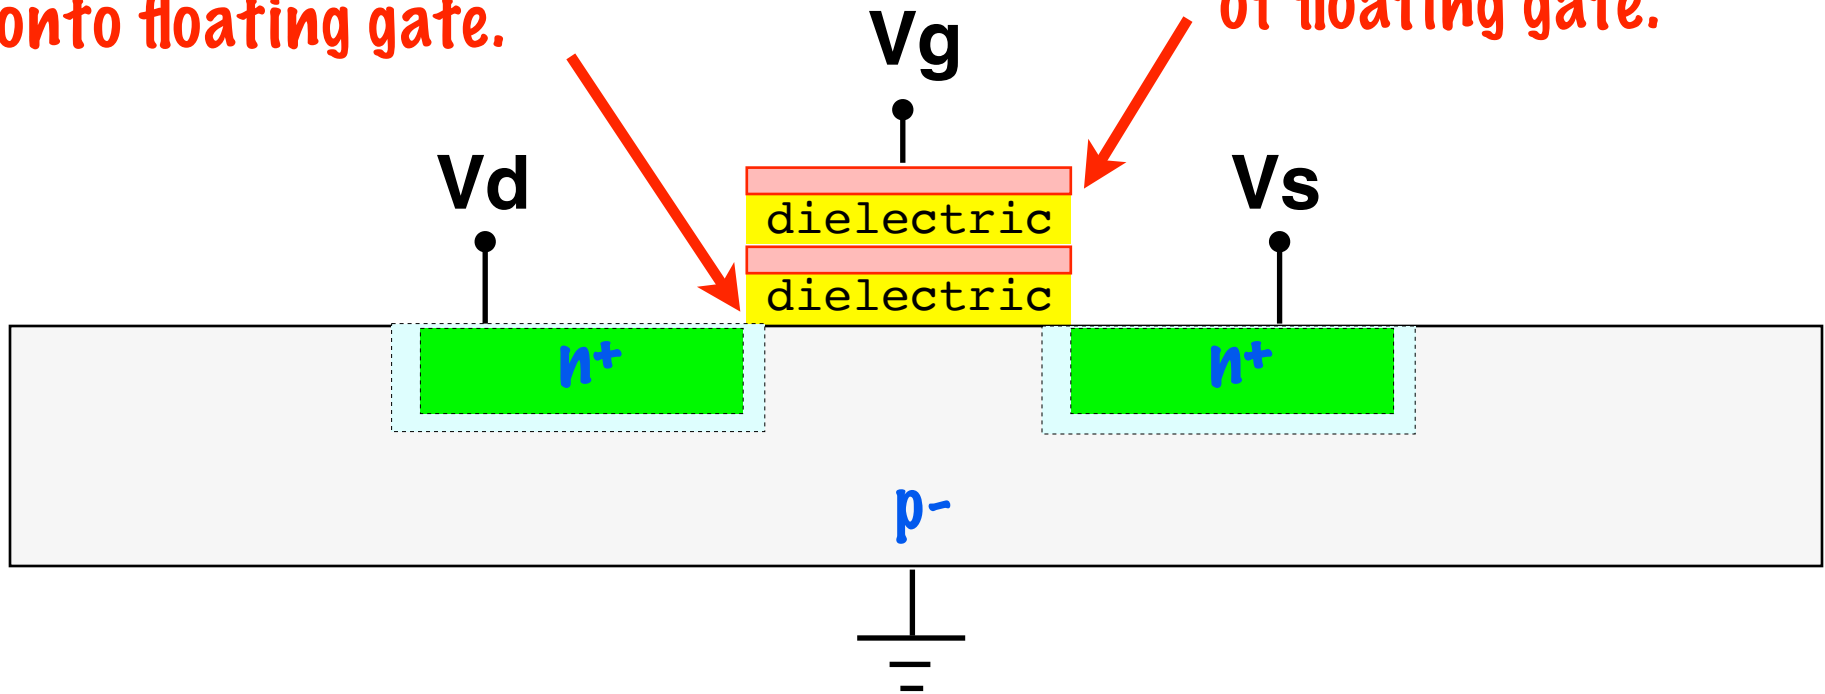 onto floating gate.
of floating gate.
Vg
Vd
Vs
dielectric
dielectric
n+
n+
p-